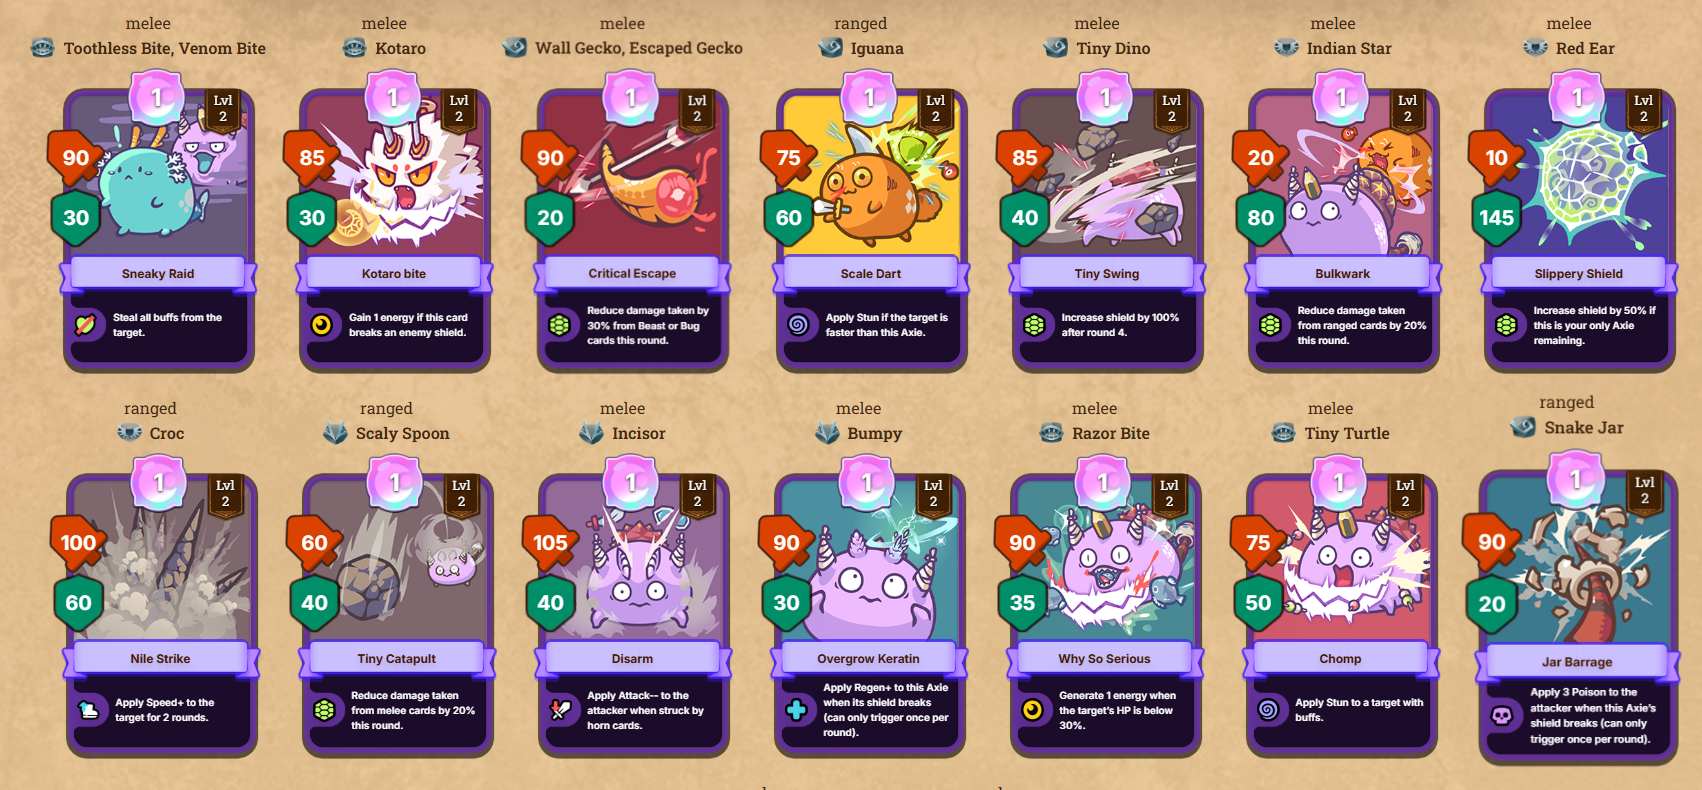 melee
Toothless Bite, Venom Bite
1
Lvl
2
90
30
Sneaky Raid
Steal all buffs from the
target.
melee
Kotaro
1
Lvl
2
85
30
Kotaro bite
Gain 1 energy if this card
breaks an enemy shield.
melee
Wall Gecko, Escaped Gecko
1
Lvl
2
90
20
Critical Escape
Reduce damage taken by
30% from Beast or Bug
cards this round.
ranged
Iguana
1
Lvl
2
75
60
Scale Dart
Apply Stun if the target is
faster than this Axie.
melee
Tiny Dino
1
Lvl
2
85
40
Tiny Swing
Increase shield by 100%
after round 4.
melee
Indian Star
1
Lvl
2
20
80
Bulkwark
Reduce damage taken
from ranged cards by 20%
this round.
melee
Red Ear
1
Lvl
2
10
145
Slippery Shield
Increase shield by 50% if
this is your only Axie
remaining.
ranged
Croc
1
Lvl
2
100
60
Nile Strike
Apply Speed+ to the
target for 2 rounds.
ranged
Scaly Spoon
1
Lvl
2
60
40
Tiny Catapult
Reduce damage taken
from melee cards by 20%
this round.
melee
Incisor
1
Lvl
2
105
40
Disarm
Apply Attack-- to the
attacker when struck by
horn cards.
melee
Bumpy
1
Lvl
2
90
30
Overgrow Keratin
Apply Regen+ to this Axie
when its shield breaks
(can only trigger once per
round).
melee
Razor Bite
1
Lvl
2
90
35
Why So Serious
Generate 1 energy when
the target's HP is below
30%.
melee
Tiny Turtle
1
Lvl
2
75
50
Chomp
Apply Stun to a target with
buffs.
ranged
Snake Jar
1
Lvl
2
90
20
Jar Barrage
Apply 3 Poison to the
attacker when this Axie's
shield breaks (can only
trigger once per round).